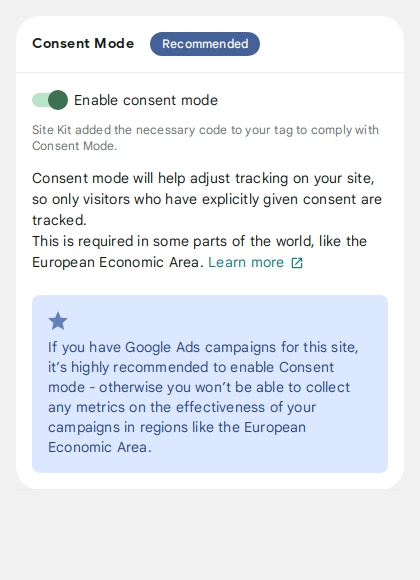 Consent Mode Recommended
Enable consent mode
Site Kit added the necessary code to your tag to comply with
Consent Mode.
Consent mode will help adjust tracking on your site,
so only visitors who have explicitly given consent are
tracked.
This is required in some parts of the world, like the
European Economic Area. Learn more
If you have Google Ads campaigns for this site,
it’s highly recommended to enable Consent
mode - otherwise you won’t be able to collect
any metrics on the effectiveness of your
campaigns in regions like the European
Economic Area.